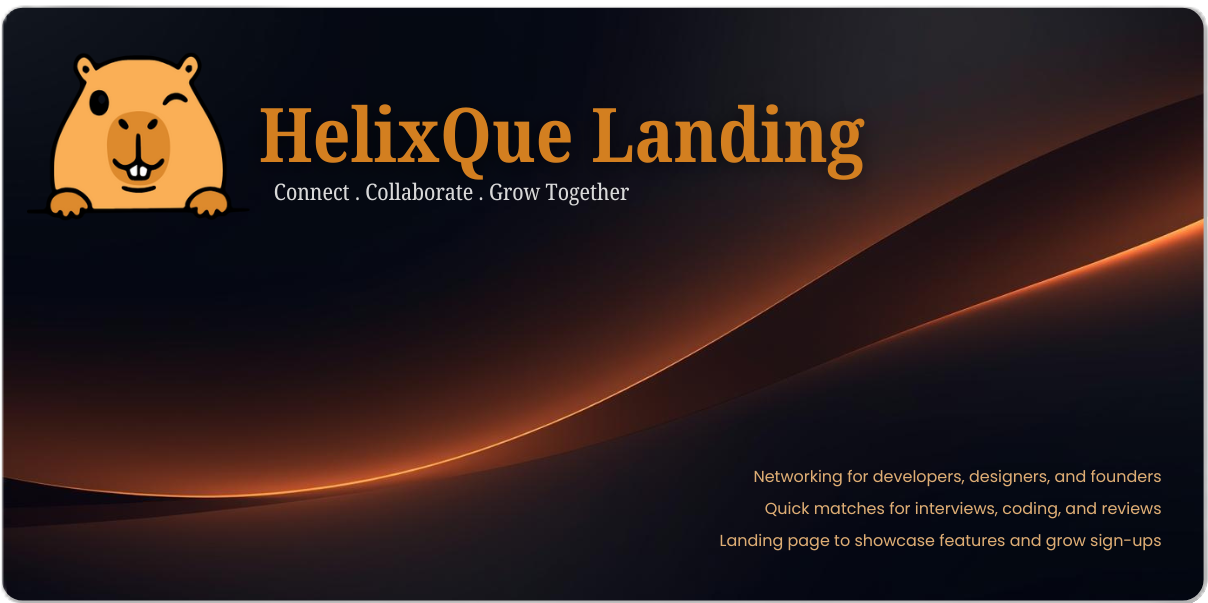 HelixQue Landing
Connect . Collaborate . Grow Together
Networking for developers, designers, and founders
Quick matches for interviews, coding, and reviews
Landing page to showcase features and grow sign-ups